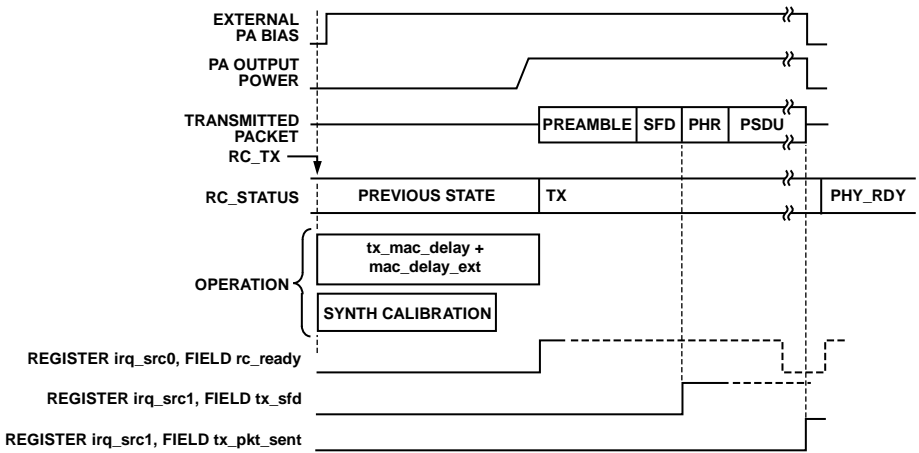 EXTERNAL
PA BIAS
PA OUTPUT
POWER
TRANSMITTED
PACKET
PREAMBLE SFD PHR PSDU
RC_TX
RC_STATUS PREVIOUS STATE TX PHY_RDY
tx_mac_delay +
mac_delay_ext
OPERATION
SYNTH CALIBRATION
REGISTER irq_src0, FIELD rc_ready
REGISTER irq_src1, FIELD tx_sfd
REGISTER irq_src1, FIELD tx_pkt_sent